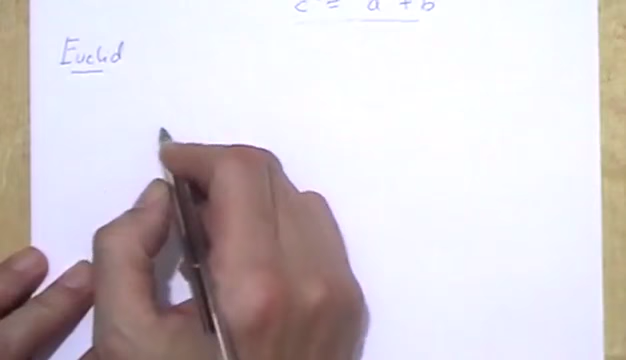 c = a + b
Euclid